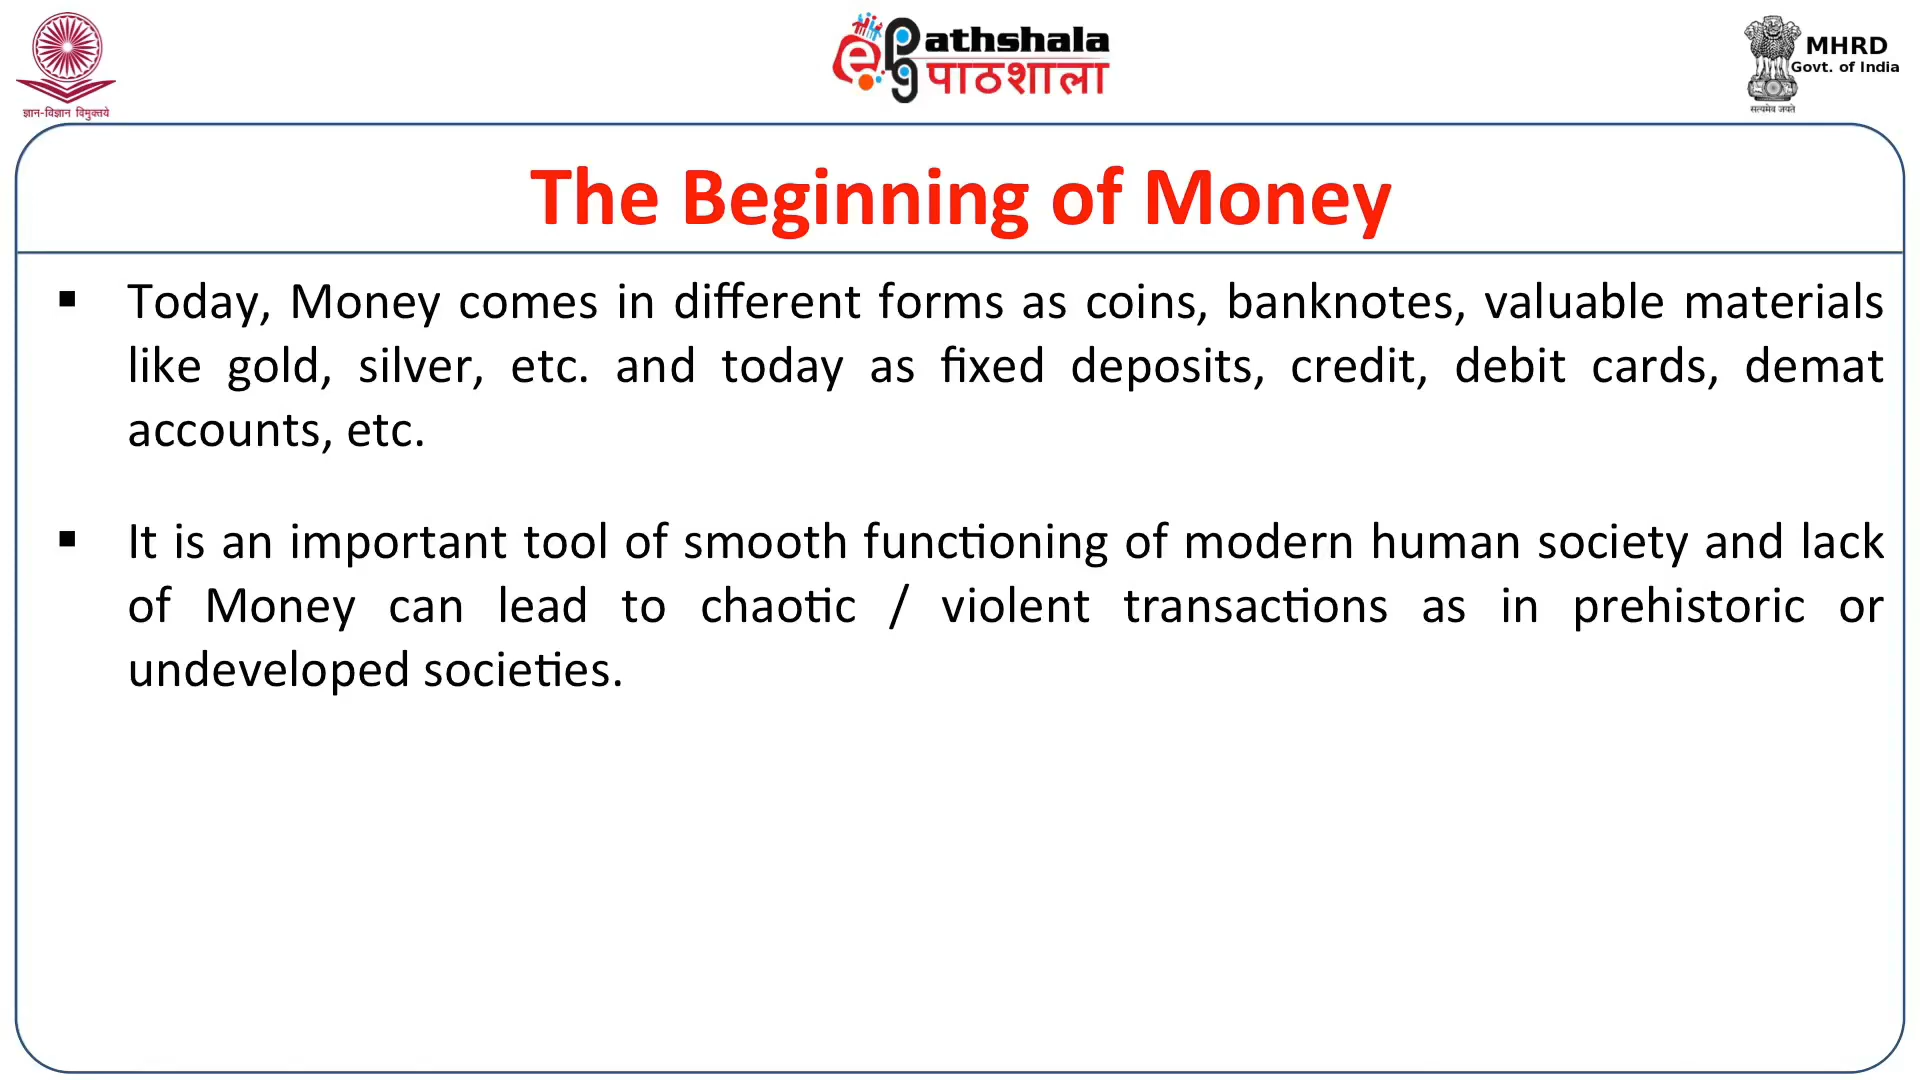 ज्ञान-विज्ञान विमुक्तये
e PG Pathshala
पाठशाला
MHRD
Govt. of India
सत्यमेव जयते
The Beginning of Money
▪ Today, Money comes in different forms as coins, banknotes, valuable materials
like gold, silver, etc. and today as fixed deposits, credit, debit cards, demat
accounts, etc.
▪ It is an important tool of smooth functioning of modern human society and lack
of Money can lead to chaotic / violent transactions as in prehistoric or
undeveloped societies.